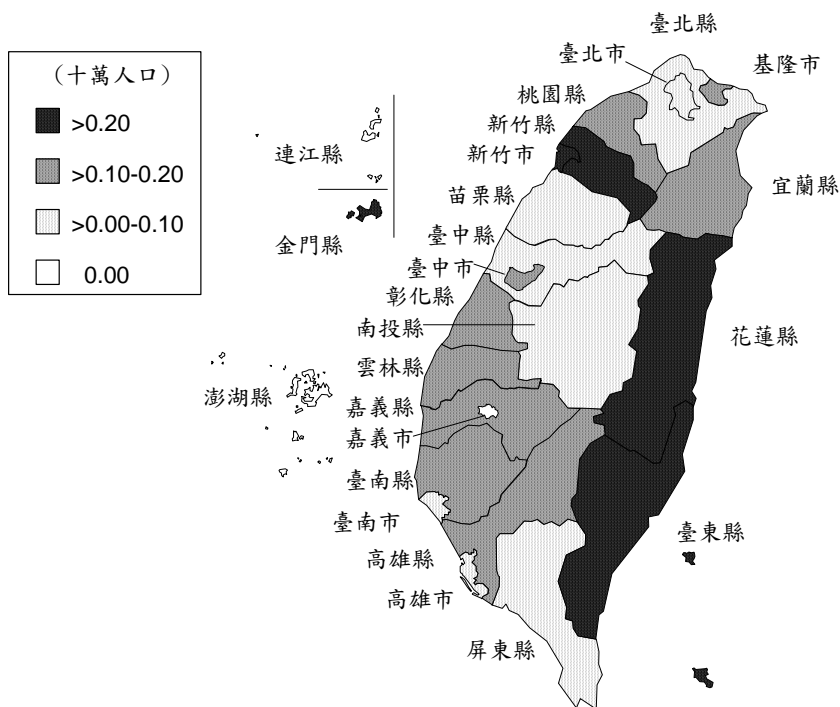 （十萬人口）
>0.20
>0.10-0.20
>0.00-0.10
0.00
臺北縣
臺北市
基隆市
桃園縣
新竹縣
新竹市
連江縣
宜蘭縣
苗栗縣
金門縣
臺中縣
臺中市
彰化縣
南投縣
花蓮縣
雲林縣
澎湖縣
嘉義縣
嘉義市
臺南縣
臺南市
臺東縣
高雄縣
高雄市
屏東縣